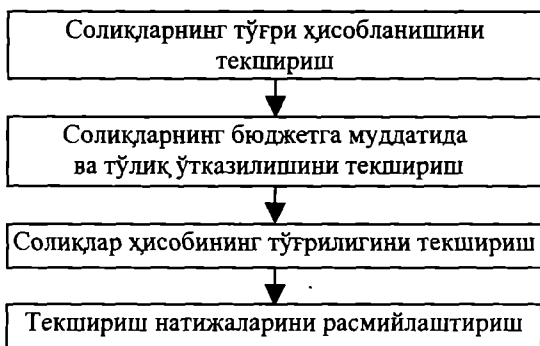 Солиқларнинг тўғри ҳисобланишини
текшириш
Солиқларнинг бюджетга муддатида
ва тўлиқ ўтказилишини текшириш
Солиқлар ҳисобининг тўғрилигини текшириш
Текшириш натижаларини расмийлаштириш